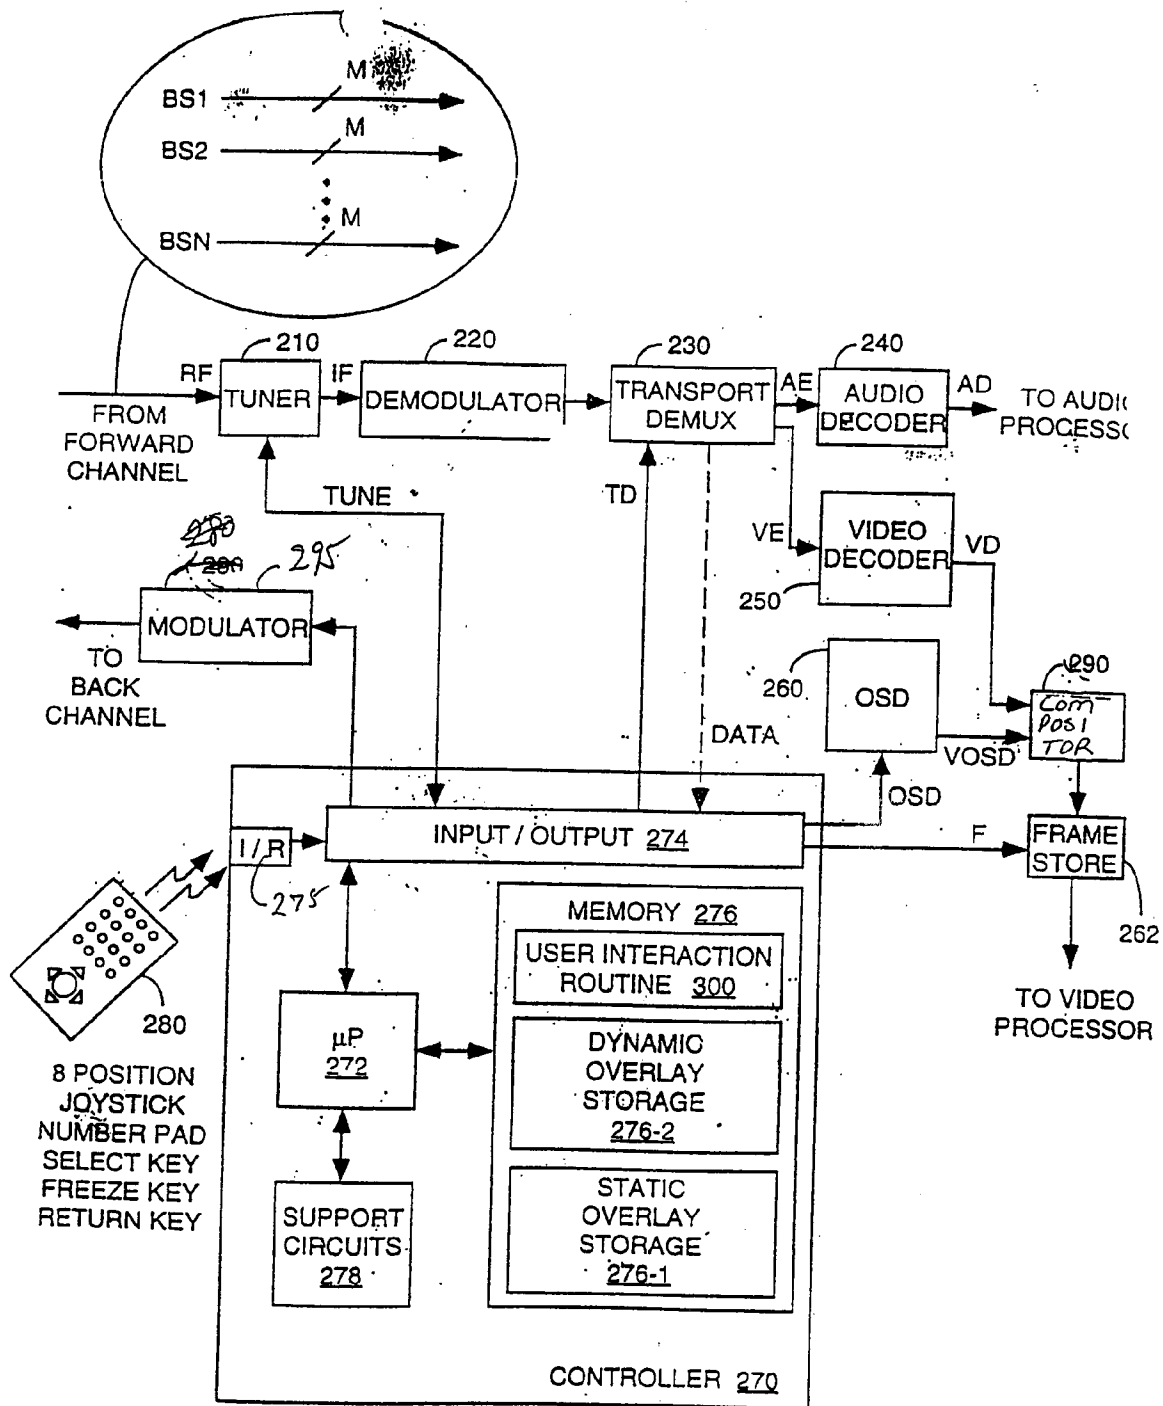 M
BS1
M
BS2
M
BSN
210
220
230
240
RF
TUNER
IF
DEMODULATOR
TRANSPORT
DEMUX
AE
AUDIO
DECODER
AD
FROM
FORWARD
CHANNEL
TO AUDIO
PROCESSO
TUNE
TD
VE
VIDEO
DECODER
VD
250
280
280
295
MODULATOR
TO
BACK
CHANNEL
260
OSD
290
COM-
POSI
TOR
DATA
VOSD
OSD
I/R
275
INPUT / OUTPUT 274
F
FRAME
STORE
262
MEMORY 276
USER INTERACTION
ROUTINE 300
TO VIDEO
PROCESSOR
280
µP
272
DYNAMIC
OVERLAY
STORAGE
276-2
8 POSITION
JOYSTICK
NUMBER PAD
SELECT KEY
FREEZE KEY
RETURN KEY
SUPPORT
CIRCUITS
278
STATIC
OVERLAY
STORAGE
276-1
CONTROLLER 270